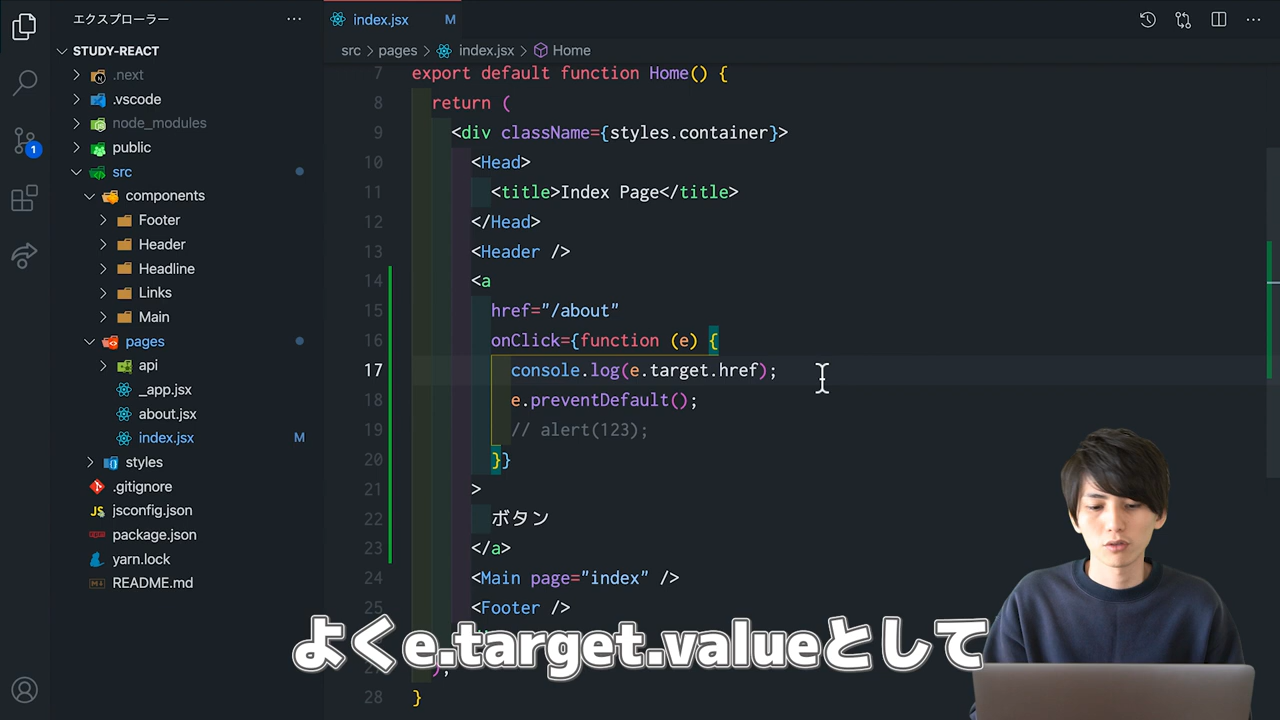 エクスプローラー
index.jsx M
STUDY-REACT
src > pages > index.jsx > Home
.next
.vscode
node_modules
public
src
components
Footer
Header
Headline
Links
Main
pages
api
_app.jsx
about.jsx
index.jsx M
styles
.gitignore
JS jsconfig.json
package.json
yarn.lock
README.md
1
7 export default function Home() {
8 return (
9 <div className={styles.container}>
10 <Head>
11 <title>Index Page</title>
12 </Head>
13 <Header />
14 <a
15 href="/about"
16 onClick={function (e) {
17 console.log(e.target.href);
18 e.preventDefault();
19 // alert(123);
20 }}
21 >
22 ボタン
23 </a>
24 <Main page="index" />
25 <Footer />
28 }
よくe.target.valueとして